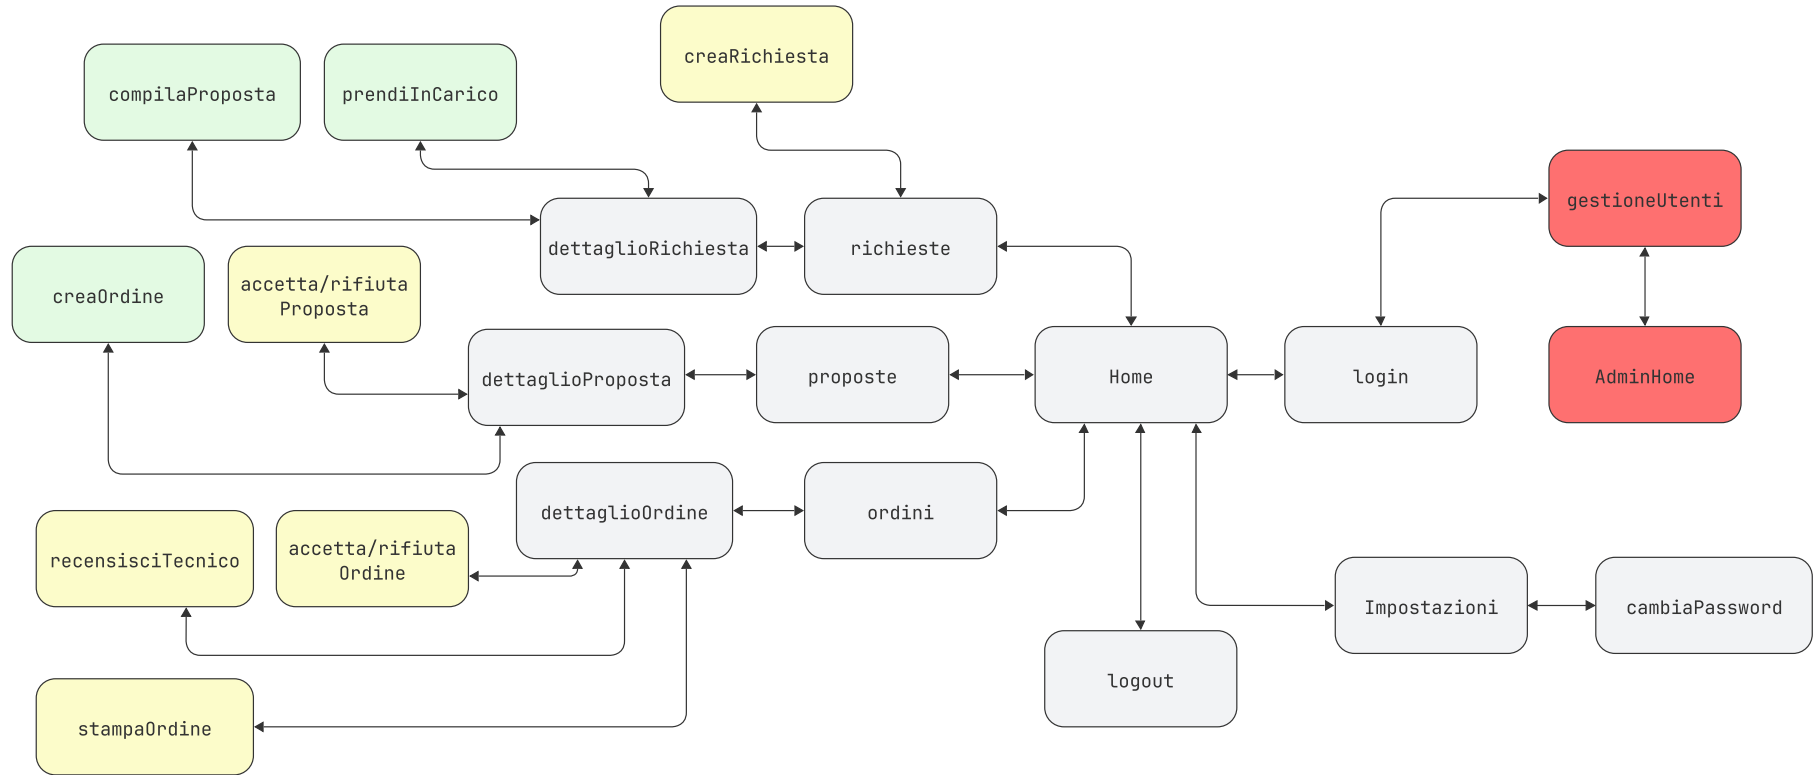 creaRichiesta
compilaProposta
prendiInCarico
gestioneUtenti
dettaglioRichiesta
richieste
creaOrdine
accetta/rifiuta
Proposta
dettaglioProposta
proposte
Home
login
AdminHome
dettaglioOrdine
ordini
recensisciTecnico
accetta/rifiuta
Ordine
Impostazioni
cambiaPassword
logout
stampaOrdine